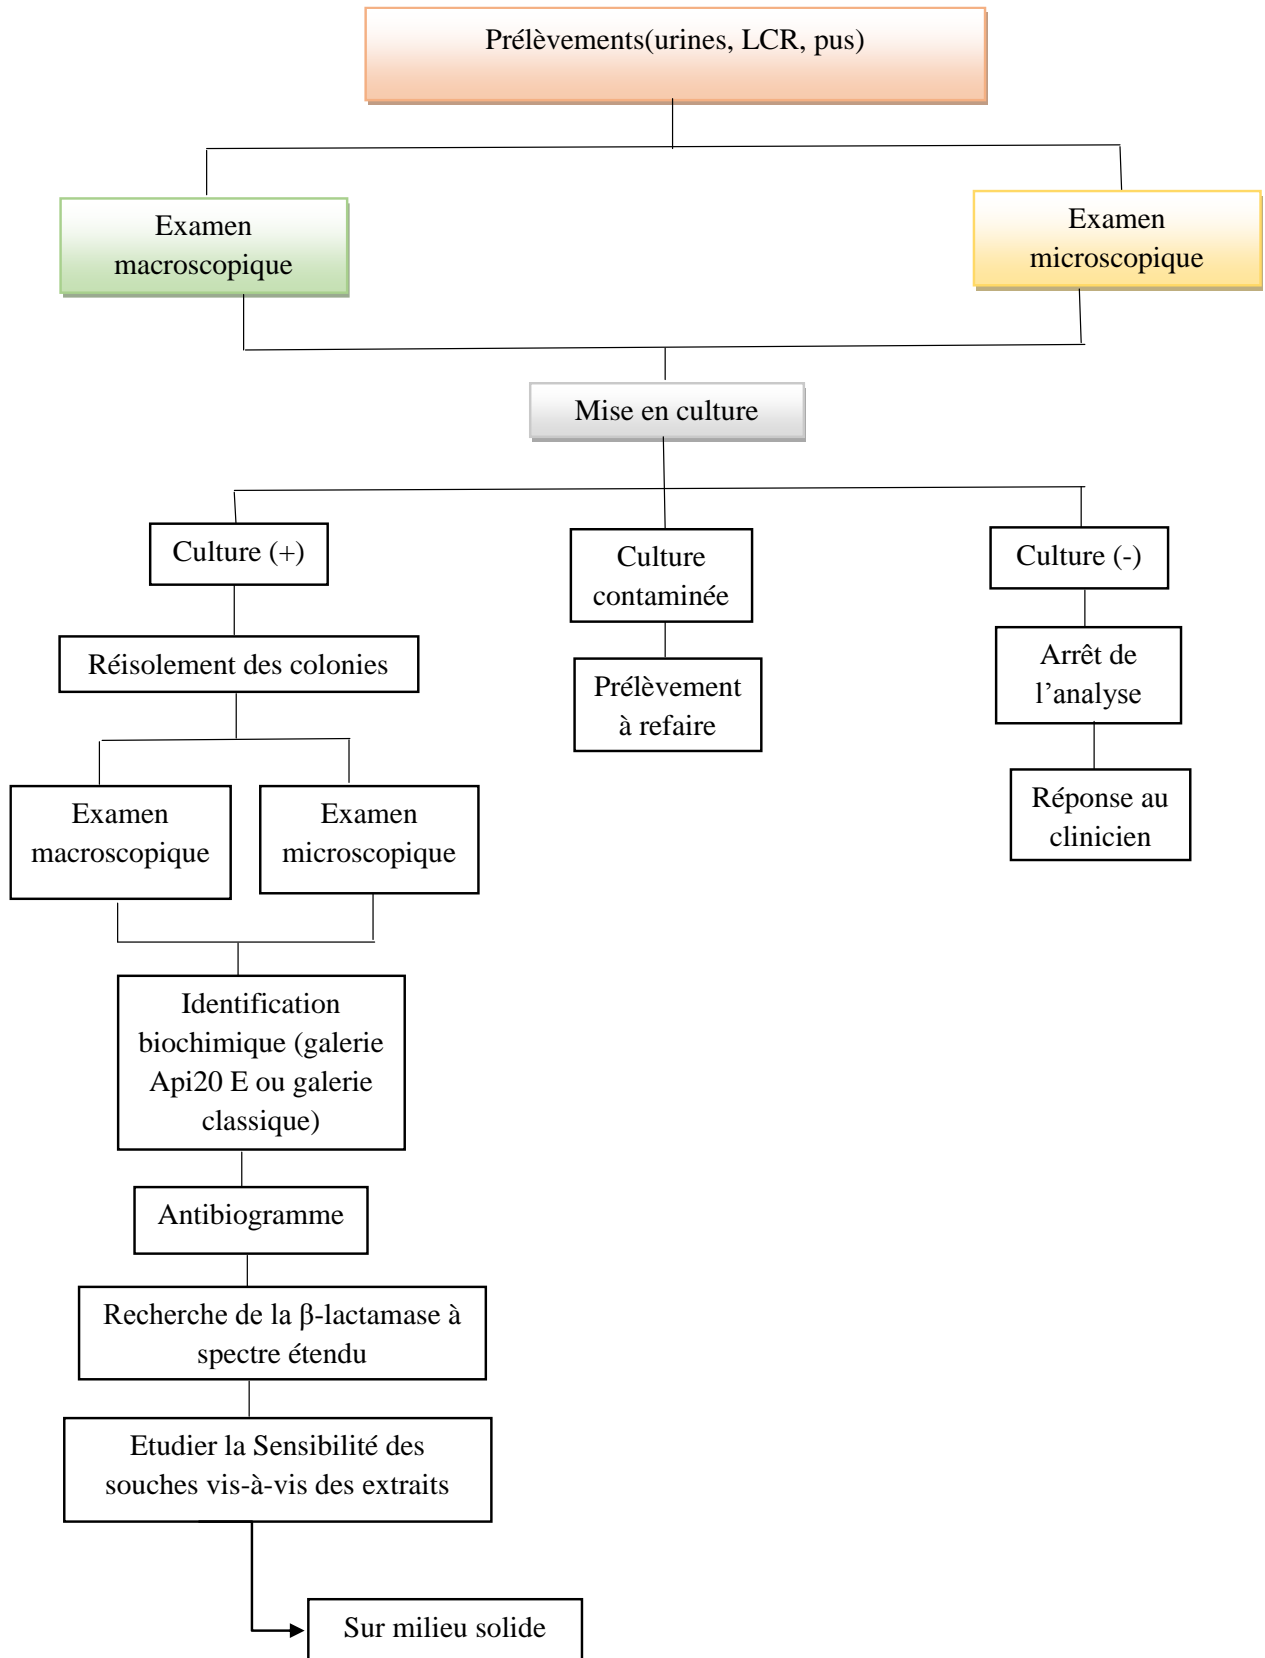 Prélèvements(urines, LCR, pus)
Examen
macroscopique
Examen
microscopique
Mise en culture
Culture (+)
Culture
contaminée
Culture (-)
Réisolement des colonies
Prélèvement
à refaire
Arrêt de
l’analyse
Examen
macroscopique
Examen
microscopique
Réponse au
clinicien
Identification
biochimique (galerie
Api20 E ou galerie
classique)
Antibiogramme
Recherche de la β-lactamase à
spectre étendu
Etudier la Sensibilité des
souches vis-à-vis des extraits
Sur milieu solide